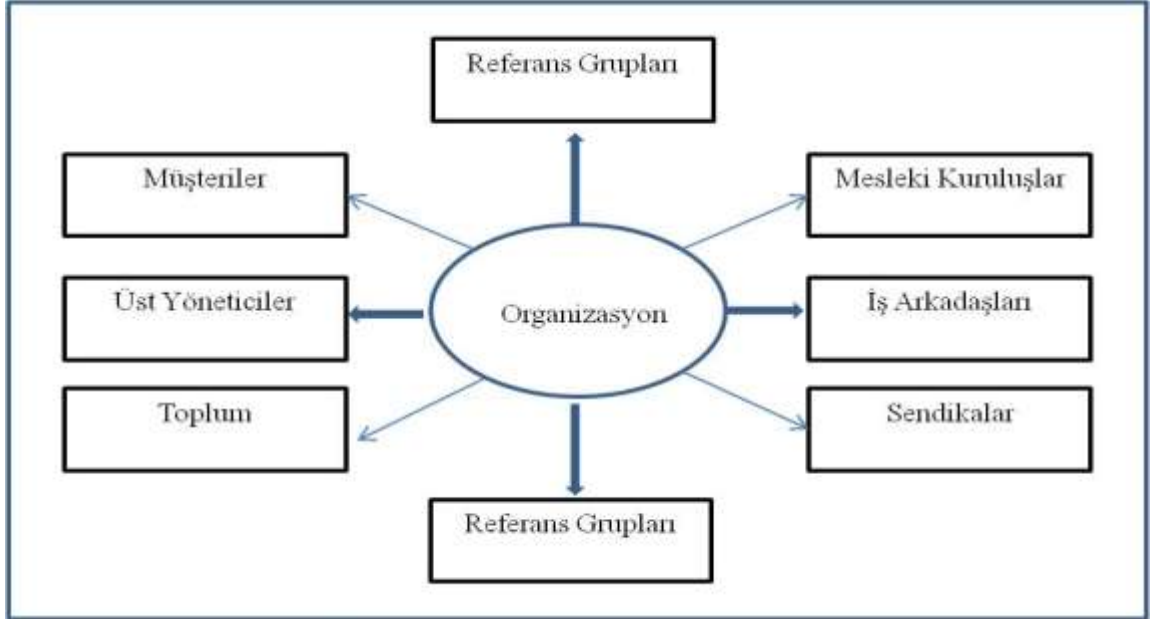 Referans Grupları
Müşteriler
Mesleki Kuruluşlar
Üst Yöneticiler
Organizasyon
İş Arkadaşları
Toplum
Sendikalar
Referans Grupları